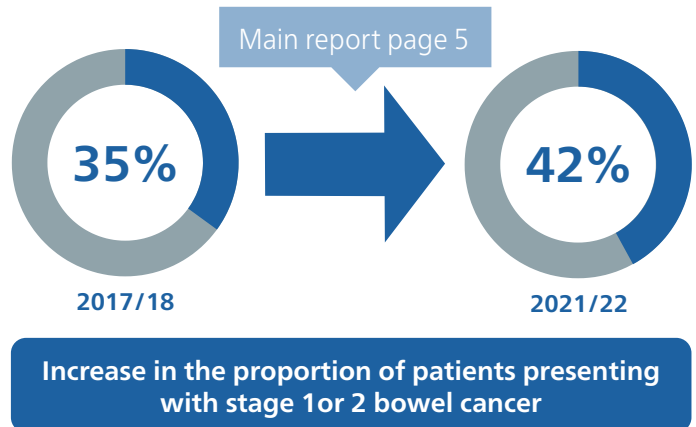 Main report page 5
35%
42%
2017/18
2021/22
Increase in the proportion of patients presenting
with stage 1or 2 bowel cancer